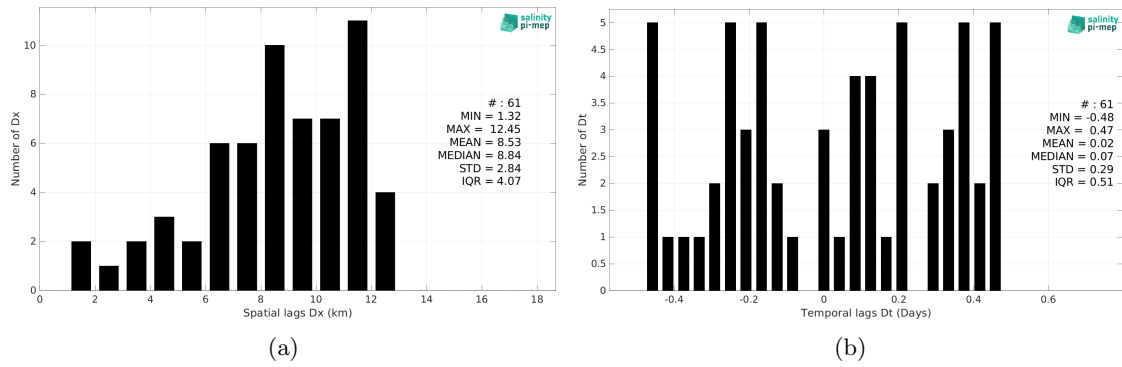 salinity
pi-mep
Number of Dx
10
8
6
4
2
0
# : 61
MIN = 1.32
MAX = 12.45
MEAN = 8.53
MEDIAN = 8.84
STD = 2.84
IQR = 4.07
0 2 4 6 8 10 12 14 16 18
Spatial lags Dx (km)
(a)
salinity
pi-mep
Number of Dt
5
4.5
4
3.5
3
2.5
2
1.5
1
0.5
0
# : 61
MIN = -0.48
MAX = 0.47
MEAN = 0.02
MEDIAN = 0.07
STD = 0.29
IQR = 0.51
-0.4 -0.2 0 0.2 0.4 0.6
Temporal lags Dt (Days)
(b)